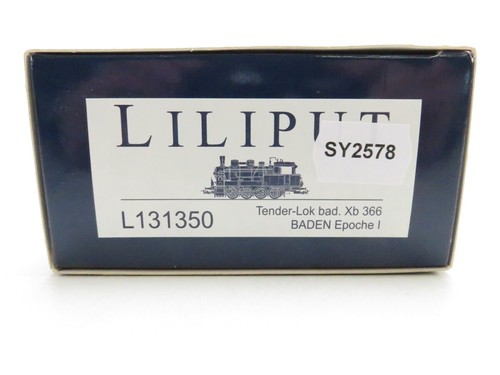 LILIPUT
SY2578
L131350
Tender-Lok bad. Xb 366
BADEN Epoche I